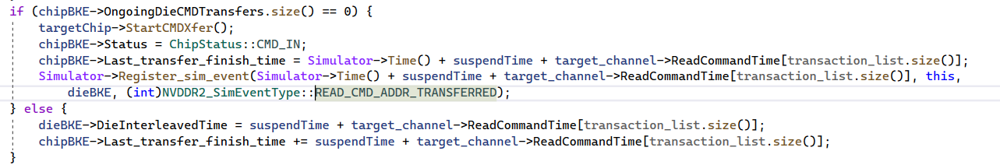 if (chipBKE->OngoingDieCMDTransfers.size() == 0) {
    targetChip->StartCMDXfer();
    chipBKE->Status = ChipStatus::CMD_IN;
    chipBKE->Last_transfer_finish_time = Simulator->Time() + suspendTime + target_channel->ReadCommandTime[transaction_list.size()];
    Simulator->Register_sim_event(Simulator->Time() + suspendTime + target_channel->ReadCommandTime[transaction_list.size()], this,
        dieBKE, (int)NVDDR2_SimEventType::READ_CMD_ADDR_TRANSFERRED);
} else {
    dieBKE->DieInterleavedTime = suspendTime + target_channel->ReadCommandTime[transaction_list.size()];
    chipBKE->Last_transfer_finish_time += suspendTime + target_channel->ReadCommandTime[transaction_list.size()];
}